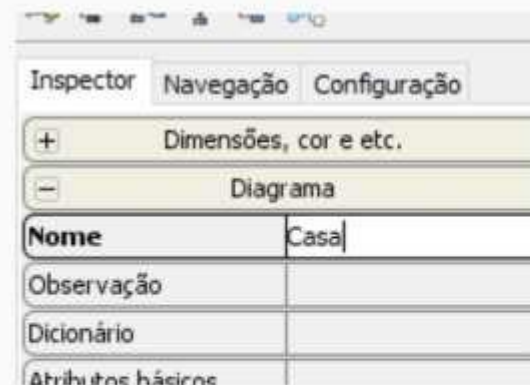 Inspector Navegação Configuração
+ Dimensões, cor e etc.
− Diagrama
Nome Casa
Observação
Dicionário
Atributos básicos